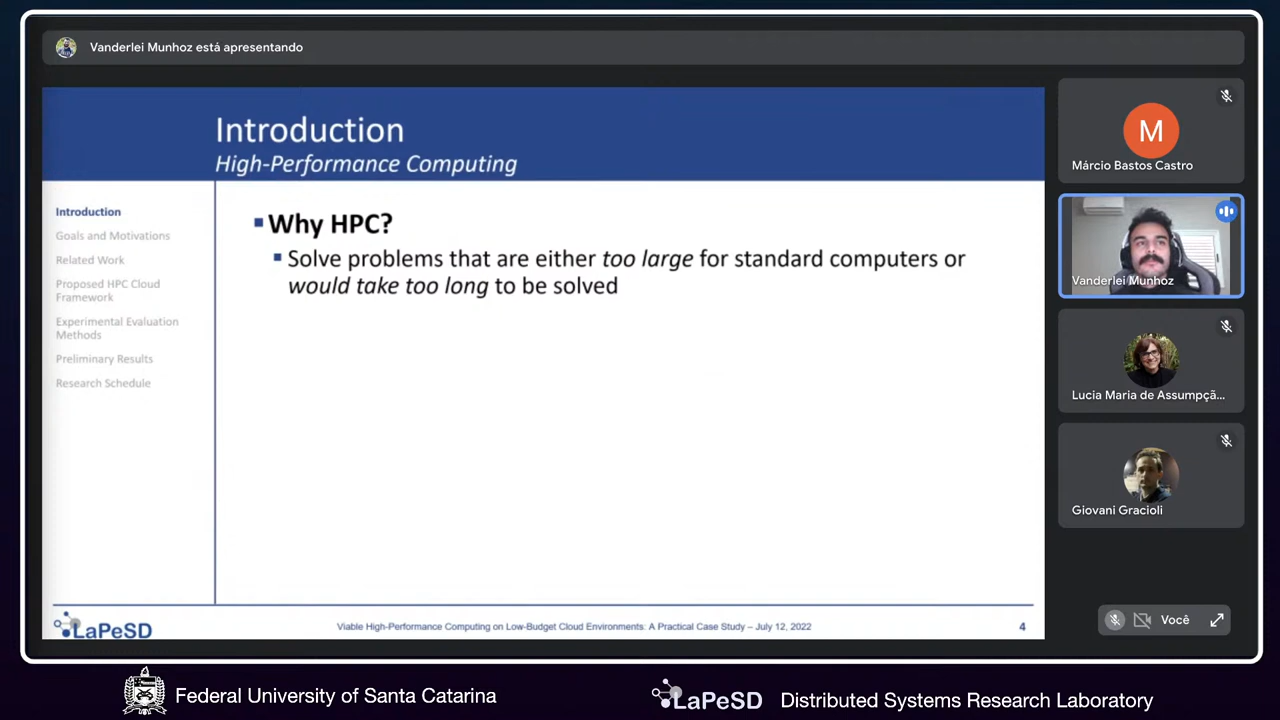 Vanderlei Munhoz está apresentando
Introduction
High-Performance Computing
Introduction
Goals and Motivations
Related Work
Proposed HPC Cloud
Framework
Experimental Evaluation
Methods
Preliminary Results
Research Schedule
Why HPC?
Solve problems that are either too large for standard computers or
would take too long to be solved
LaPeSD
Viable High-Performance Computing on Low-Budget Cloud Environments: A Practical Case Study – July 12, 2022
4
M
Márcio Bastos Castro
Vanderlei Munhoz
Lucia Maria de Assumpçã...
Giovani Gracioli
Você
Federal University of Santa Catarina
LaPeSD
Distributed Systems Research Laboratory